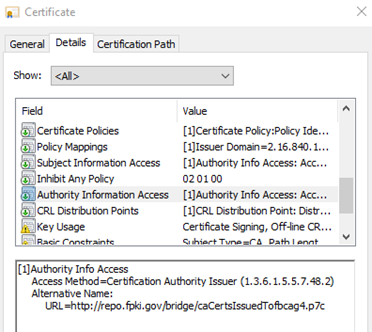 Certificate
General Details Certification Path
Show: <All>
Field Value
Certificate Policies [1]Certificate Policy:Policy Ide...
Policy Mappings [1]Issuer Domain=2.16.840.1...
Subject Information Access [1]Authority Info Access: Acc...
Inhibit Any Policy 02 01 00
Authority Information Access [1]Authority Info Access: Acc...
CRL Distribution Points [1]CRL Distribution Point: Distr...
Key Usage Certificate Signing, Off-line CR...
Basic Constraints Subject Type=CA, Path Lengt...
[1]Authority Info Access
Access Method=Certification Authority Issuer (1.3.6.1.5.5.7.48.2)
Alternative Name:
URL=http://repo.fpki.gov/bridge/caCertsIssuedTofbcag4.p7c